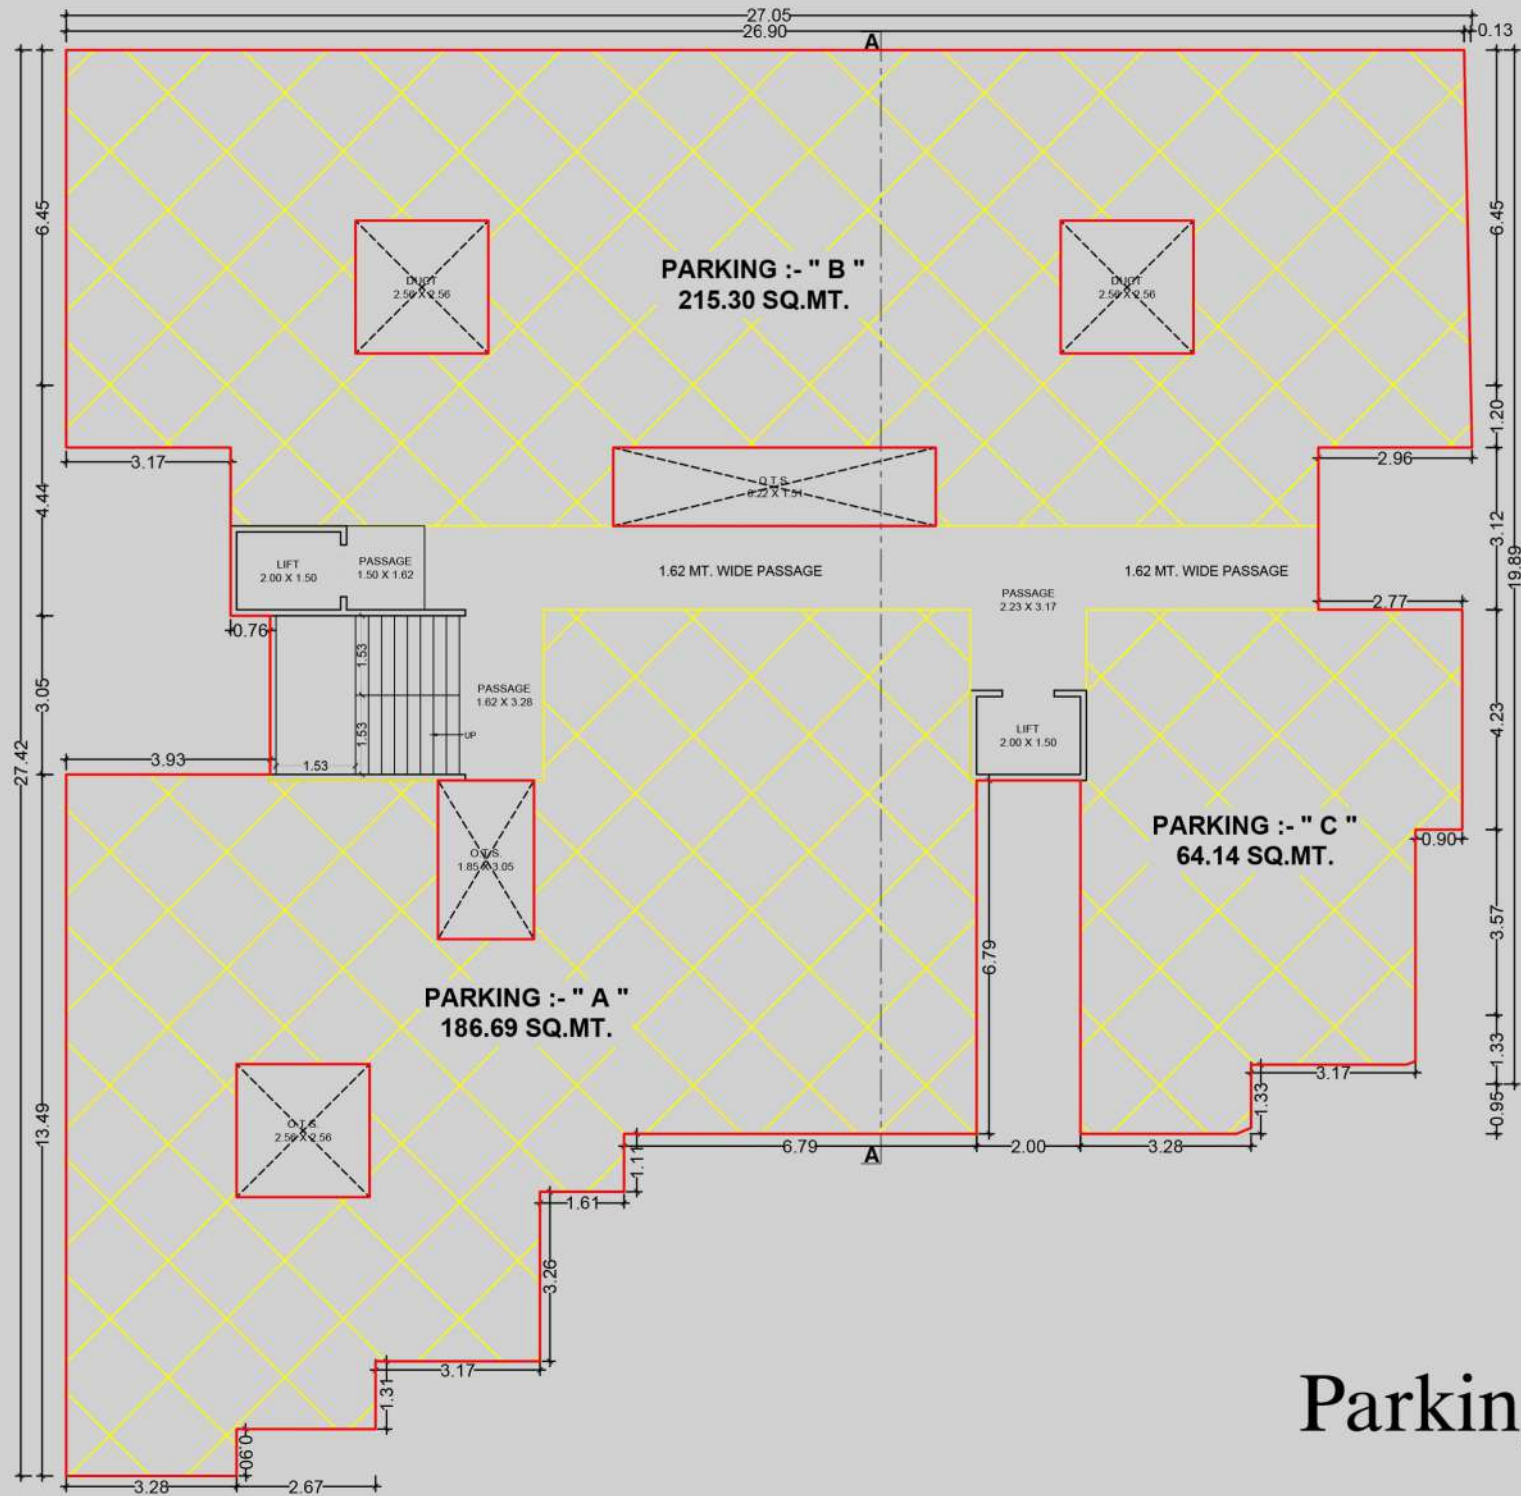 27.05
26.90
0.13
A
6.45
6.45
PARKING :- " B "
215.30 SQ.MT.
DUCT
2.56 X 2.56
DUCT
2.56 X 2.56
1.20
3.17
2.96
O.T.S.
6.22 X 1.51
4.44
3.12
19.89
LIFT
2.00 X 1.50
PASSAGE
1.50 X 1.62
1.62 MT. WIDE PASSAGE
1.62 MT. WIDE PASSAGE
PASSAGE
2.23 X 3.17
2.77
0.76
1.53
3.05
PASSAGE
1.62 X 3.28
4.23
1.53
UP
LIFT
2.00 X 1.50
27.42
3.93
1.53
PARKING :- " C "
64.14 SQ.MT.
0.90
O.T.S.
1.85 X 3.05
3.57
6.79
PARKING :- " A "
186.69 SQ.MT.
1.33
3.17
1.33
0.95
13.49
O.T.S.
2.56 X 2.56
6.79
A
2.00
3.28
1.11
1.61
3.26
3.17
1.31
Parkin
0.90
3.28
2.67